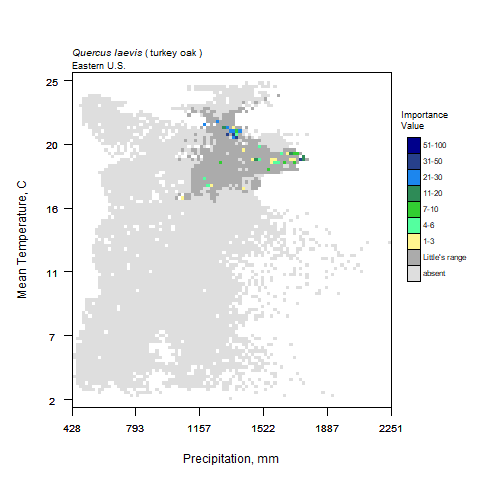 Quercus laevis ( turkey oak )
Eastern U.S.
Importance
Value
51-100
31-50
21-30
11-20
7-10
4-6
1-3
Little's range
absent
Mean Temperature, C
25
20
16
11
7
2
428 793 1157 1522 1887 2251
Precipitation, mm